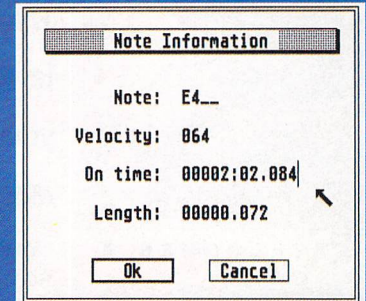 Note Information
Note: E4__
Velocity: 064
On time: 00002:02.084
Length: 00000.072
Ok Cancel